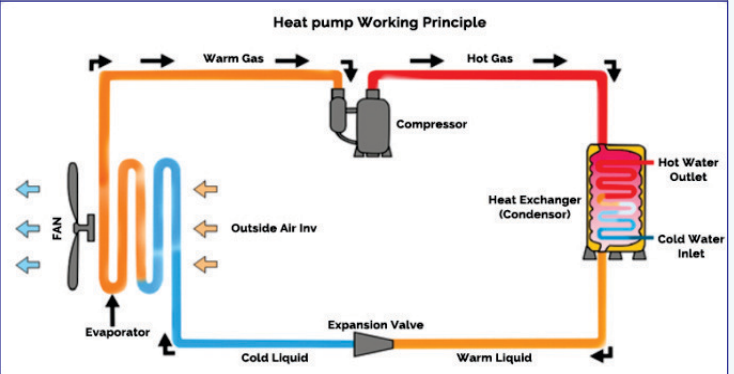 Heat pump Working Principle
Warm Gas
Hot Gas
Compressor
Hot Water
Outlet
Heat Exchanger
(Condensor)
FAN
Outside Air Inv
Cold Water
Inlet
Evaporator
Expansion Valve
Cold Liquid
Warm Liquid